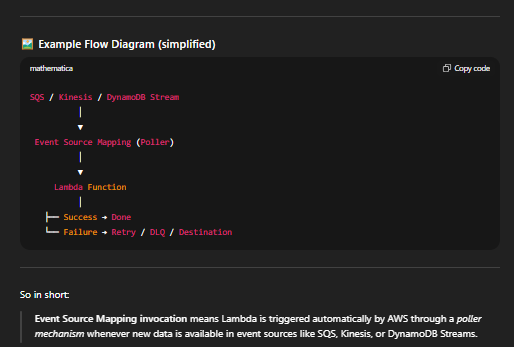 🖼️ Example Flow Diagram (simplified)
mathematica
Copy code
SQS / Kinesis / DynamoDB Stream
│
▼
Event Source Mapping (Poller)
│
▼
Lambda Function
│
├── Success → Done
└── Failure → Retry / DLQ / Destination
So in short:
Event Source Mapping invocation means Lambda is triggered automatically by AWS through a poller
mechanism whenever new data is available in event sources like SQS, Kinesis, or DynamoDB Streams.